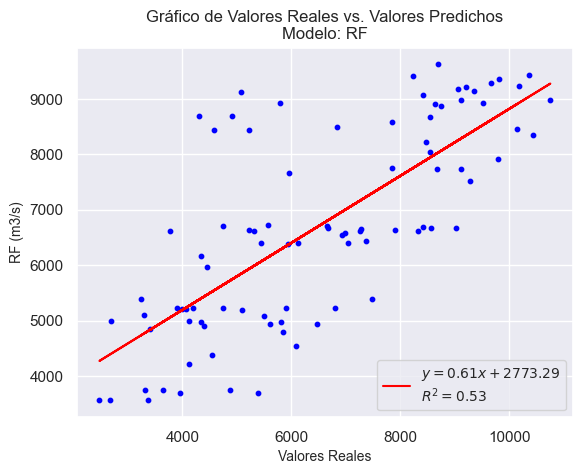 Gráfico de Valores Reales vs. Valores Predichos
Modelo: RF
RF (m3/s)
9000
8000
7000
6000
5000
4000
y = 0.61x + 2773.29
R² = 0.53
4000 6000 8000 10000
Valores Reales